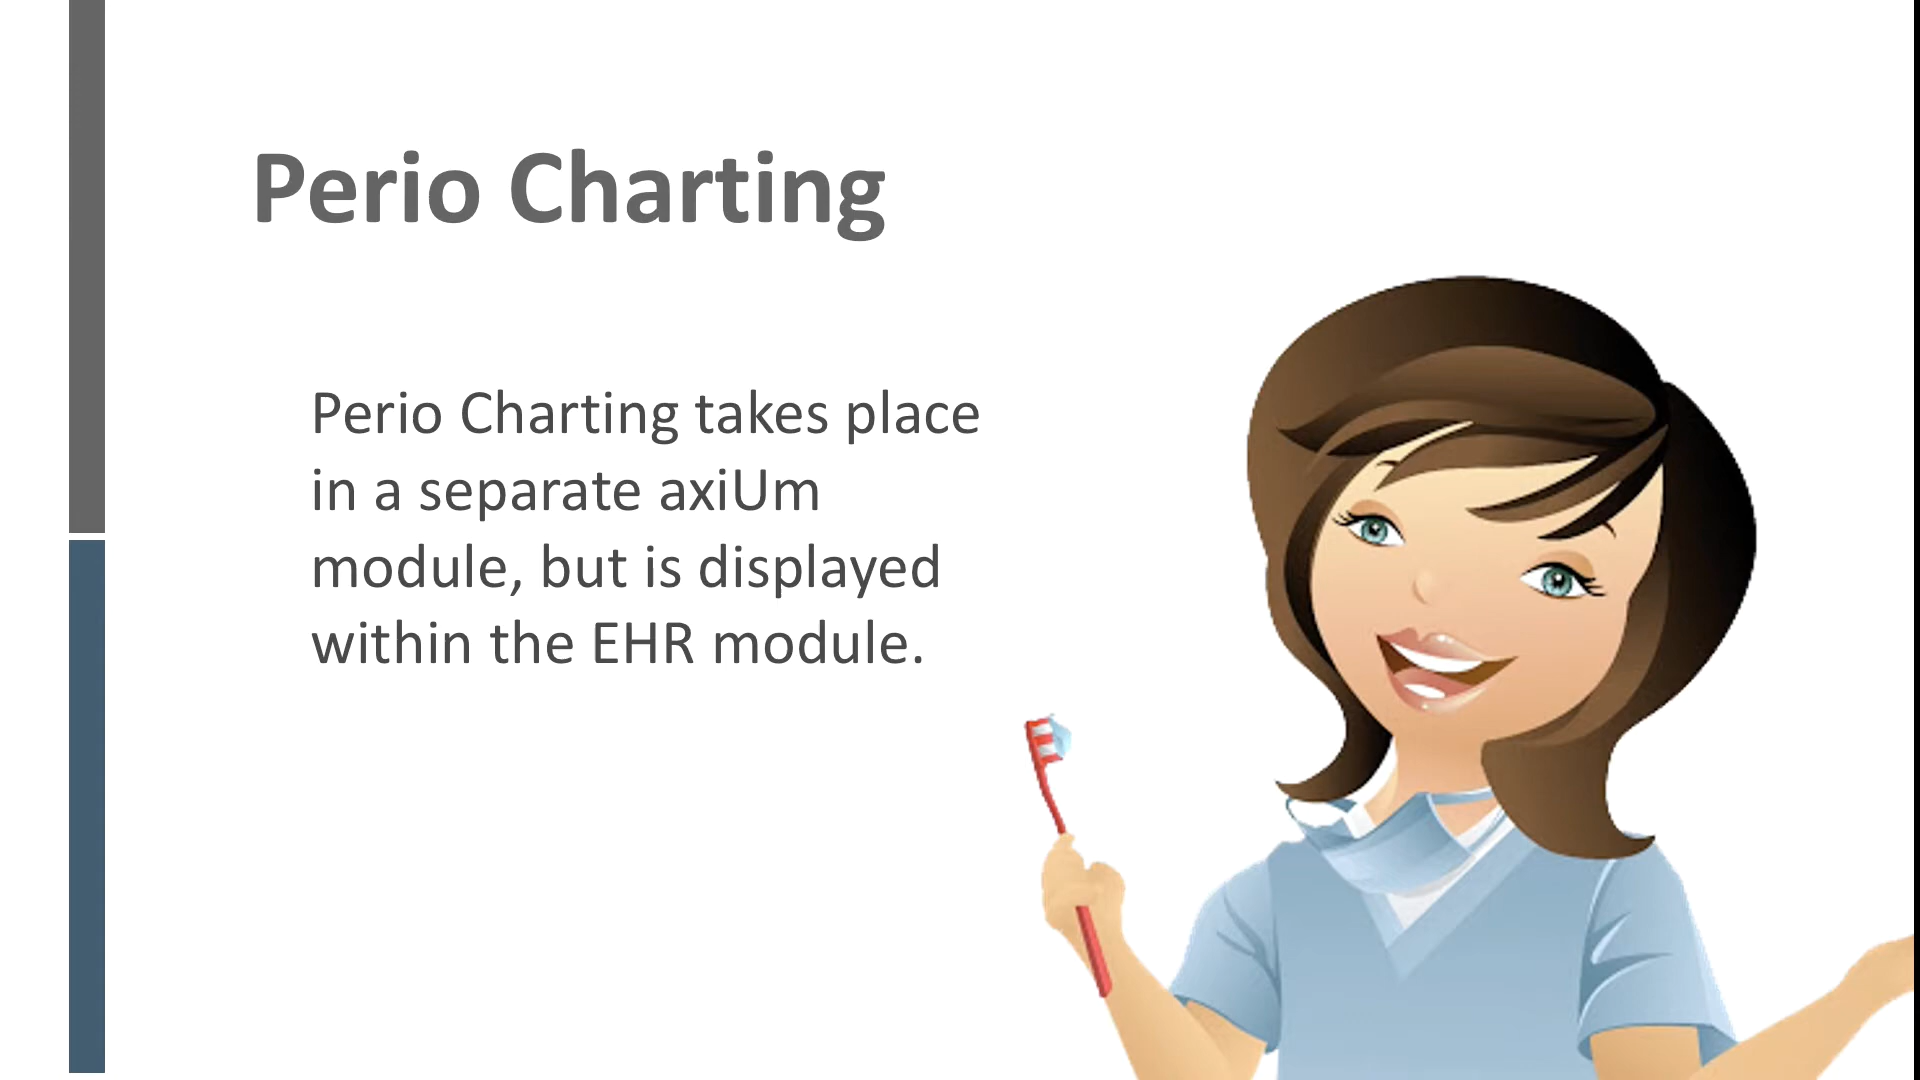 Perio Charting
Perio Charting takes place
in a separate axiUm
module, but is displayed
within the EHR module.